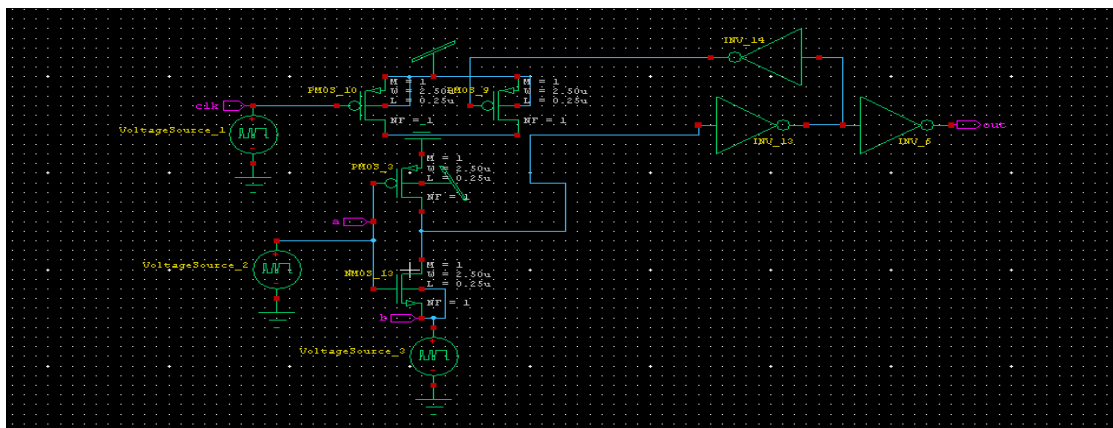 INV_14
PMOS_10
M = 1
W = 2.50u
L = 0.25u
NF = 1
MOS_9
M = 1
W = 2.50u
L = 0.25u
NF = 1
clk
VoltageSource_1
INV_13
INV_6
out
PMOS_3
M = 1
W = 2.50u
L = 0.25u
NF = 1
a
VoltageSource_2
NMOS_13
M = 1
W = 2.50u
L = 0.25u
NF = 1
b
VoltageSource_3